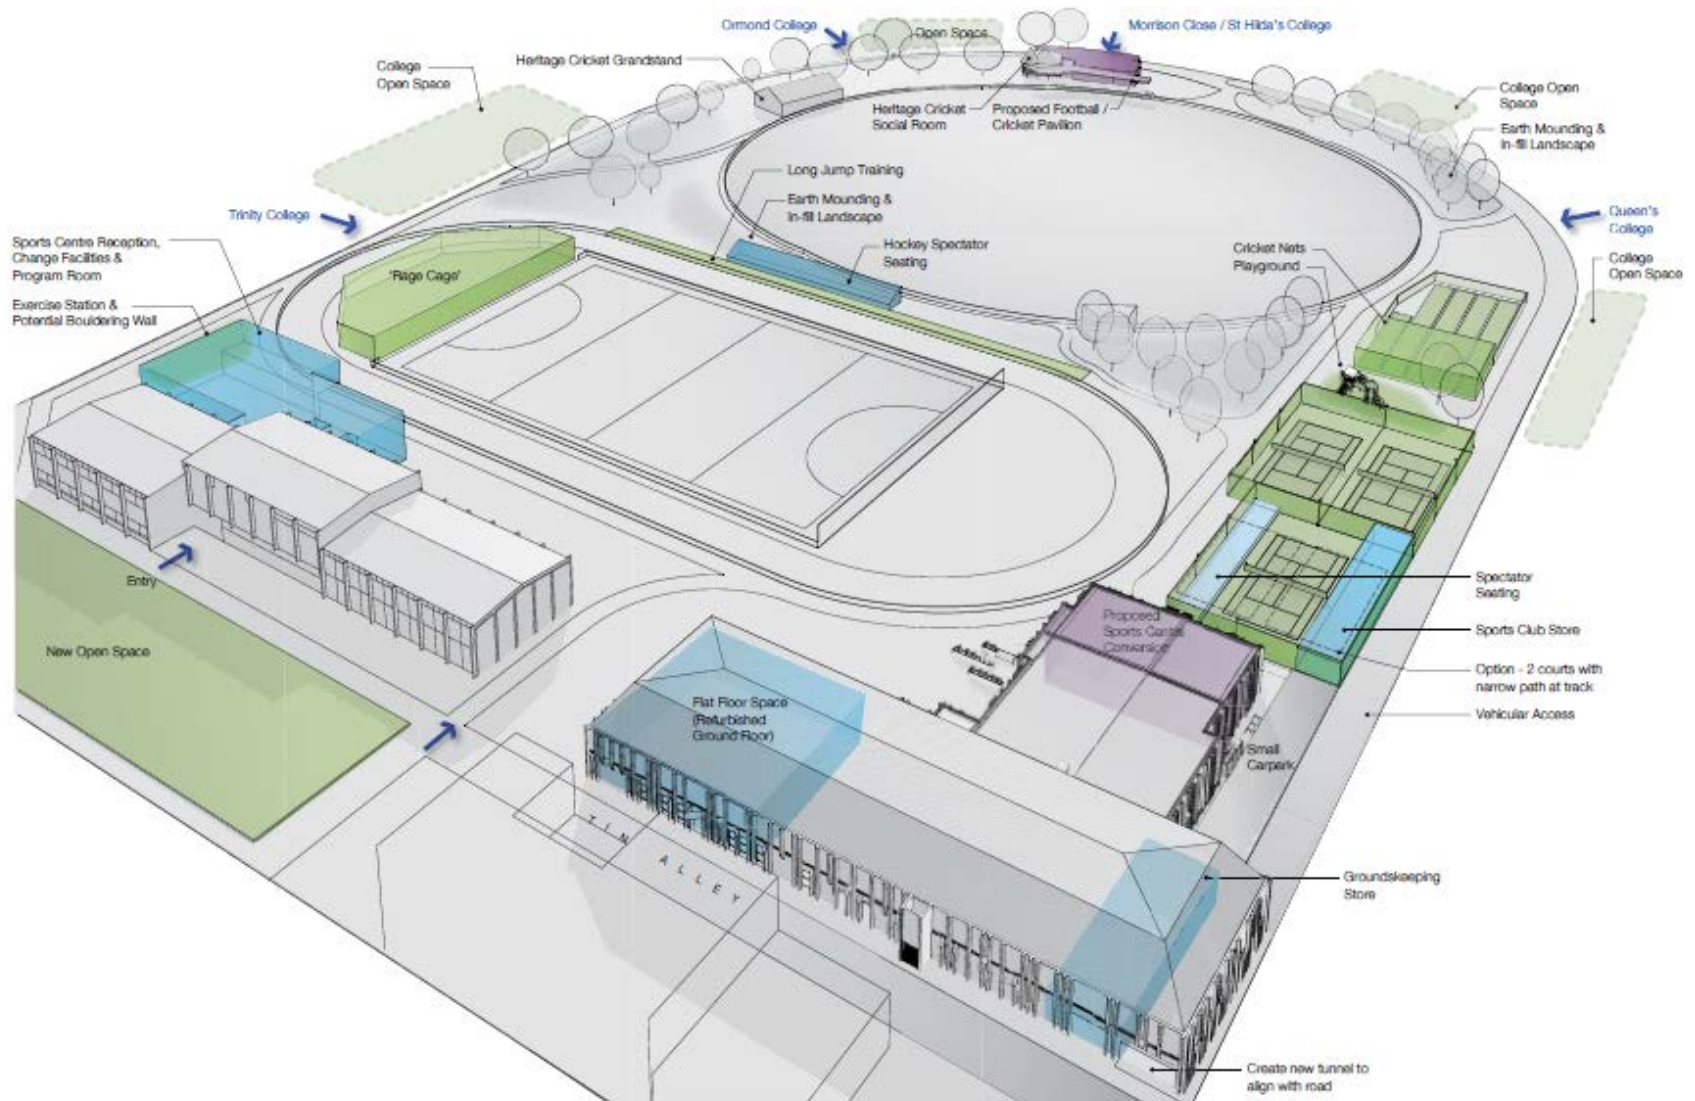 Ormond College
Open Space
Morrison Close / St Hilda's College
Heritage Cricket Grandstand
College
Open Space
Heritage Cricket
Social Room
Proposed Football /
Cricket Pavilion
College Open
Space
Earth Mounding &
In-fill Landscape
Long Jump Training
Earth Mounding &
In-fill Landscape
Trinity College
Queen's
College
Sports Centre Reception,
Change Facilities &
Program Room
Hockey Spectator
Seating
Cricket Nets
Playground
College
Open Space
'Rage Cage'
Exercise Station &
Potential Bouldering Wall
Entry
Spectator
Seating
Proposed
Sports Centre
Conversion
Sports Club Store
New Open Space
Option - 2 courts with
narrow path at track
Flat Floor Space
(Refurbished
Ground Floor)
Vehicular Access
Small
Carpark
TIN ALLEY
Groundskeeping
Store
Create new tunnel to
align with road